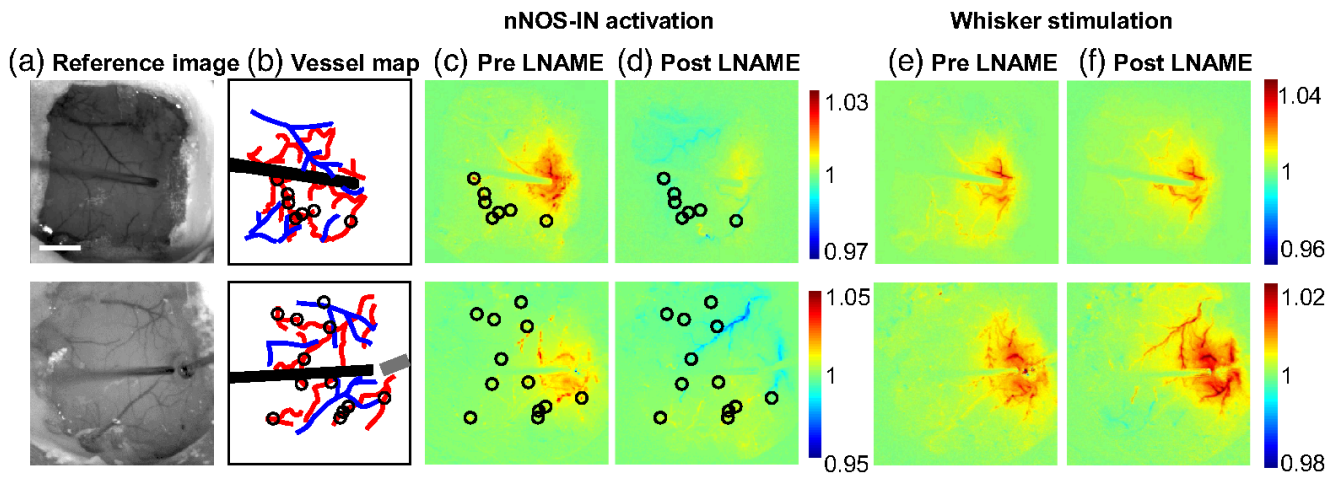 nNOS-IN activation
Whisker stimulation
(a) Reference image
(b) Vessel map
(c) Pre LNAME
(d) Post LNAME
(e) Pre LNAME
(f) Post LNAME
1.03
1
0.97
1.04
1
0.96
1.05
1
0.95
1.02
1
0.98